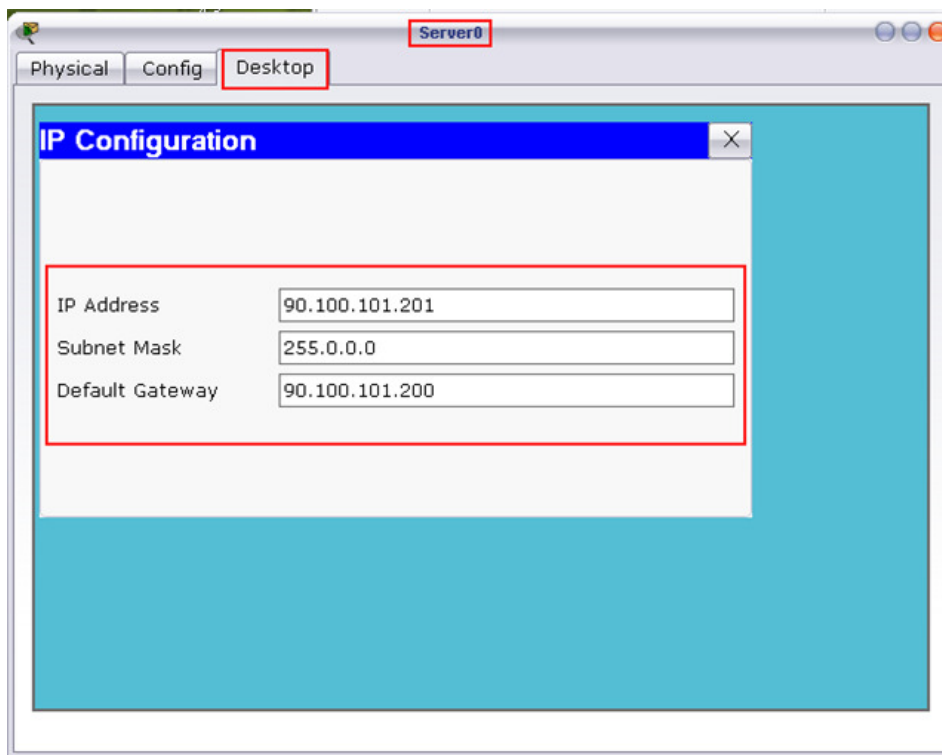 Server0
Physical Config Desktop
IP Configuration
IP Address 90.100.101.201
Subnet Mask 255.0.0.0
Default Gateway 90.100.101.200